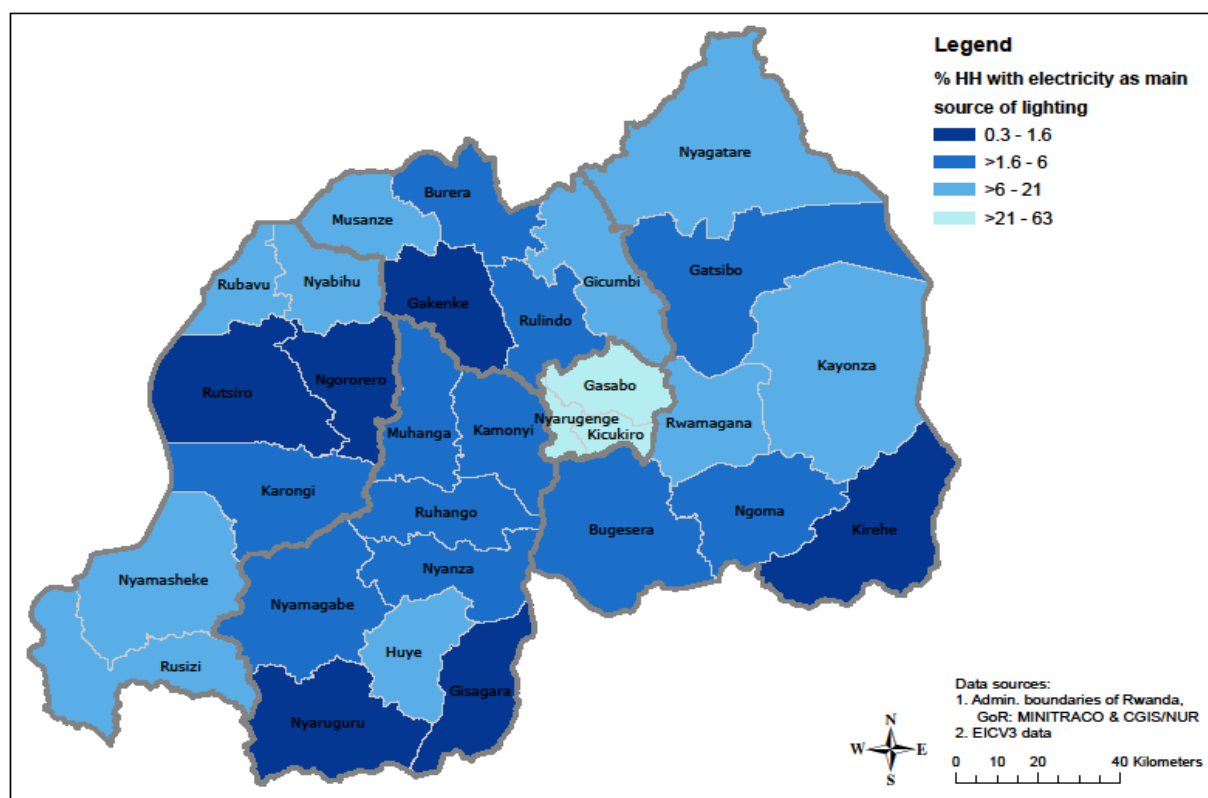 Legend
% HH with electricity as main
source of lighting
0.3 - 1.6
>1.6 - 6
>6 - 21
>21 - 63
Nyagatare
Burera
Musanze
Gatsibo
Rubavu
Nyabihu
Gicumbi
Gakenke
Rulindo
Kayonza
Gasabo
Rutsiro
Ngororero
Nyarugenge
Rwamagana
Muhanga
Kamonyi
Kicukiro
Karongi
Ruhango
Ngoma
Bugesera
Kirehe
Nyanza
Nyamasheke
Nyamagabe
Huye
Rusizi
Gisagara
Nyaruguru
Data sources:
1. Admin. boundaries of Rwanda,
GoR: MINITRACO & CGIS/NUR
2. EICV3 data
N
W E
S
0 10 20 40 Kilometers